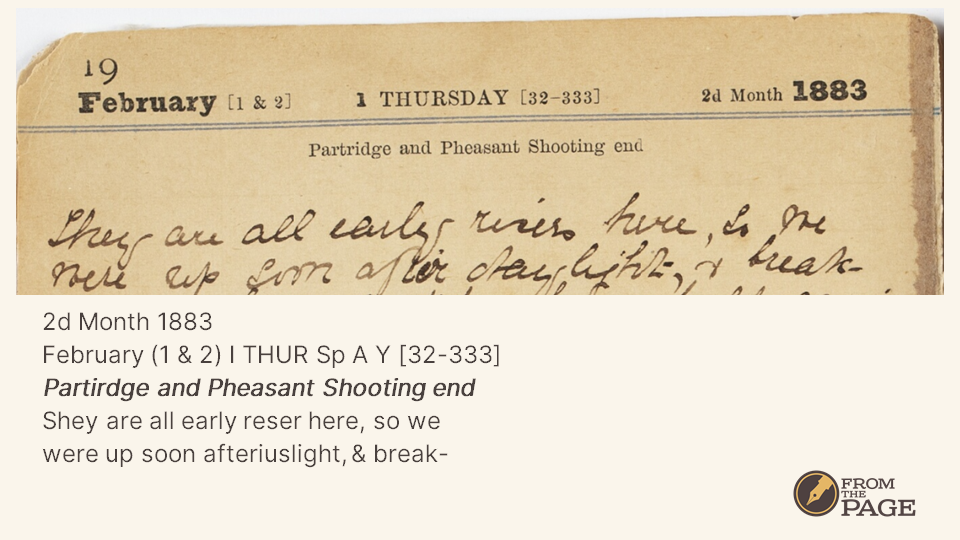 19
February [1 & 2] 1 THURSDAY [32-333] 2d Month 1883
Partridge and Pheasant Shooting end
They are all early risers here, so we
were up soon after daylight, & break-
2d Month 1883
February (1 & 2) I THUR Sp A Y [32-333]
Partirdge and Pheasant Shooting end
Shey are all early reser here, so we
were up soon afteriuslight, & break-
FROM
THE
PAGE